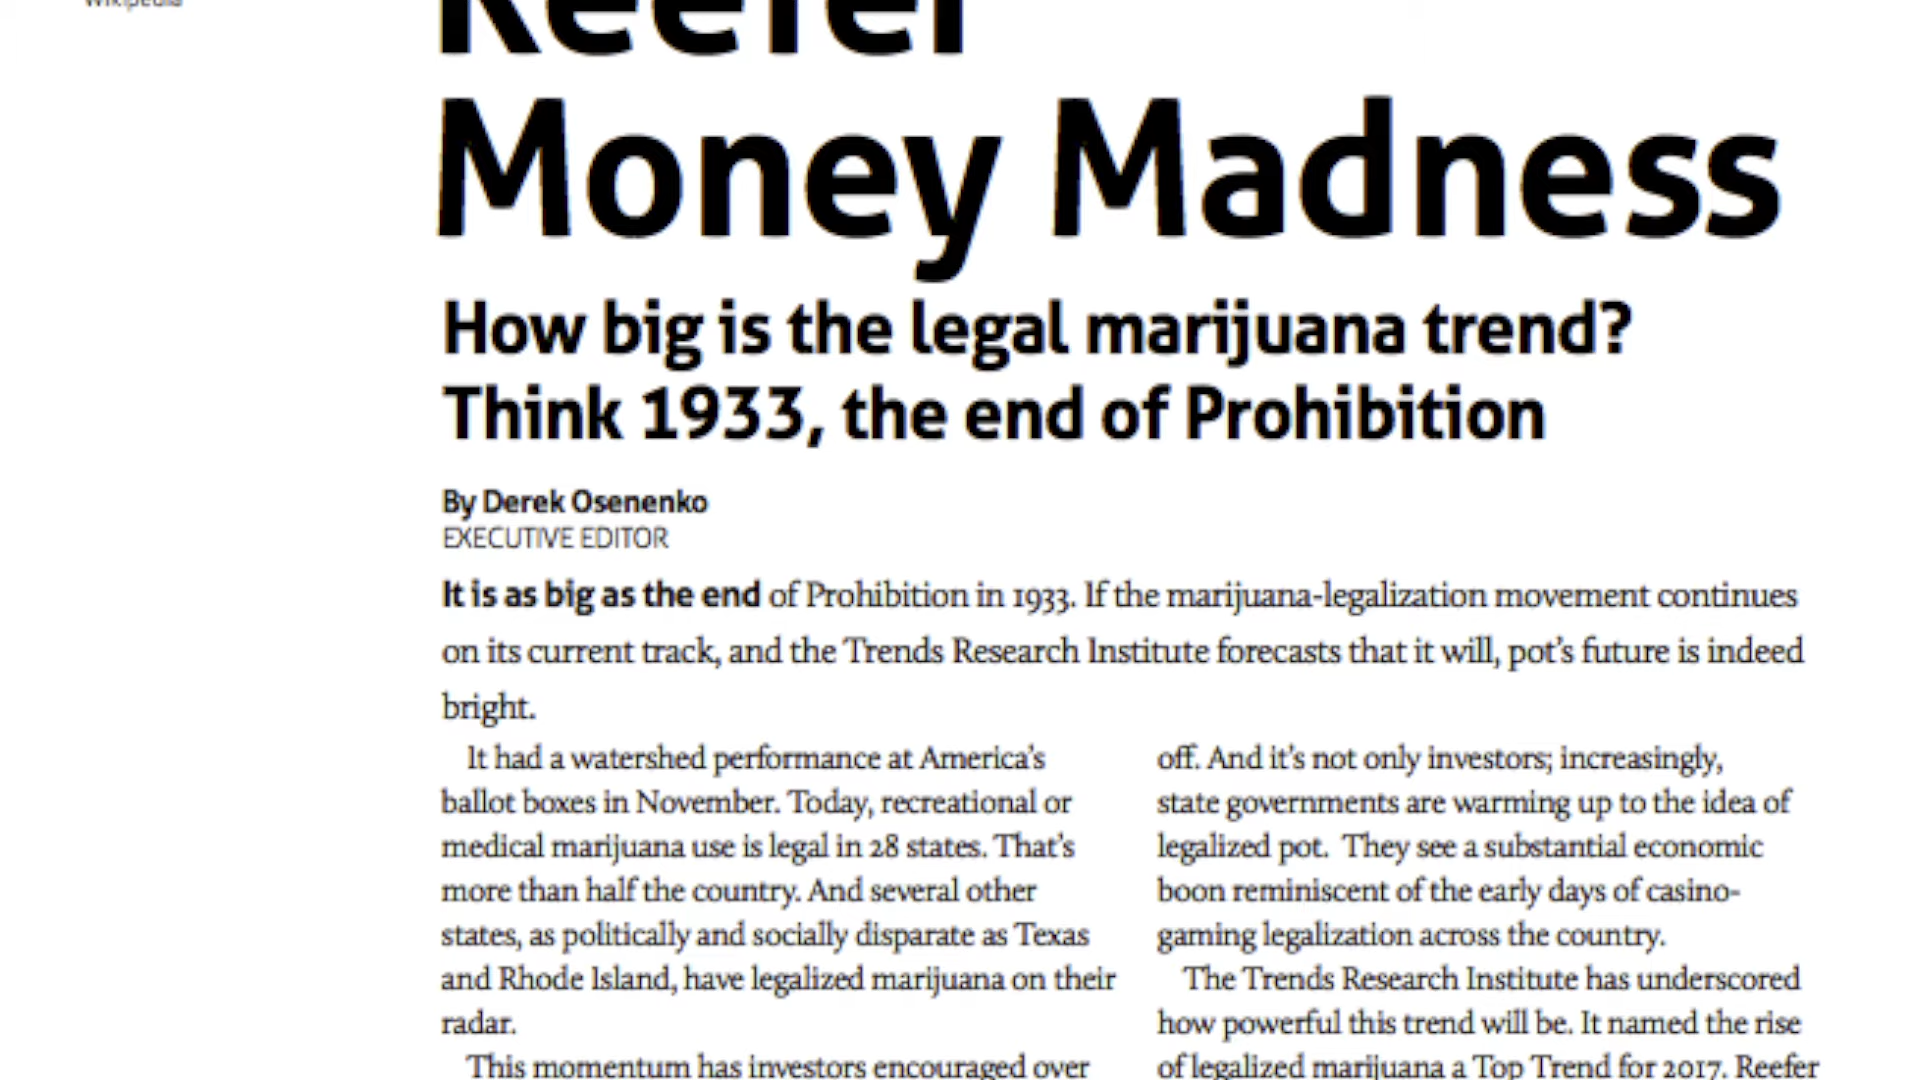 Wikipedia
Reefer
Money Madness
How big is the legal marijuana trend?
Think 1933, the end of Prohibition
By Derek Osenenko
EXECUTIVE EDITOR
It is as big as the end of Prohibition in 1933. If the marijuana-legalization movement continues
on its current track, and the Trends Research Institute forecasts that it will, pot’s future is indeed
bright.
It had a watershed performance at America’s
ballot boxes in November. Today, recreational or
medical marijuana use is legal in 28 states. That’s
more than half the country. And several other
states, as politically and socially disparate as Texas
and Rhode Island, have legalized marijuana on their
radar.
This momentum has investors encouraged over
off. And it’s not only investors; increasingly,
state governments are warming up to the idea of
legalized pot.  They see a substantial economic
boon reminiscent of the early days of casino-
gaming legalization across the country.
The Trends Research Institute has underscored
how powerful this trend will be. It named the rise
of legalized marijuana a Top Trend for 2017. Reefer